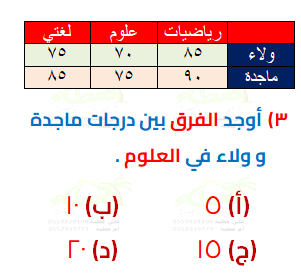 رياضيات علوم لغتي
ولاء ٨٥ ٧٠ ٧٥
ماجدة ٩٠ ٧٥ ٨٥
٣) أوجد الفرق بين درجات ماجدة
و ولاء في العلوم .
(أ) ٥ (ب) ١٠
(ج) ١٥ (د) ٢٠